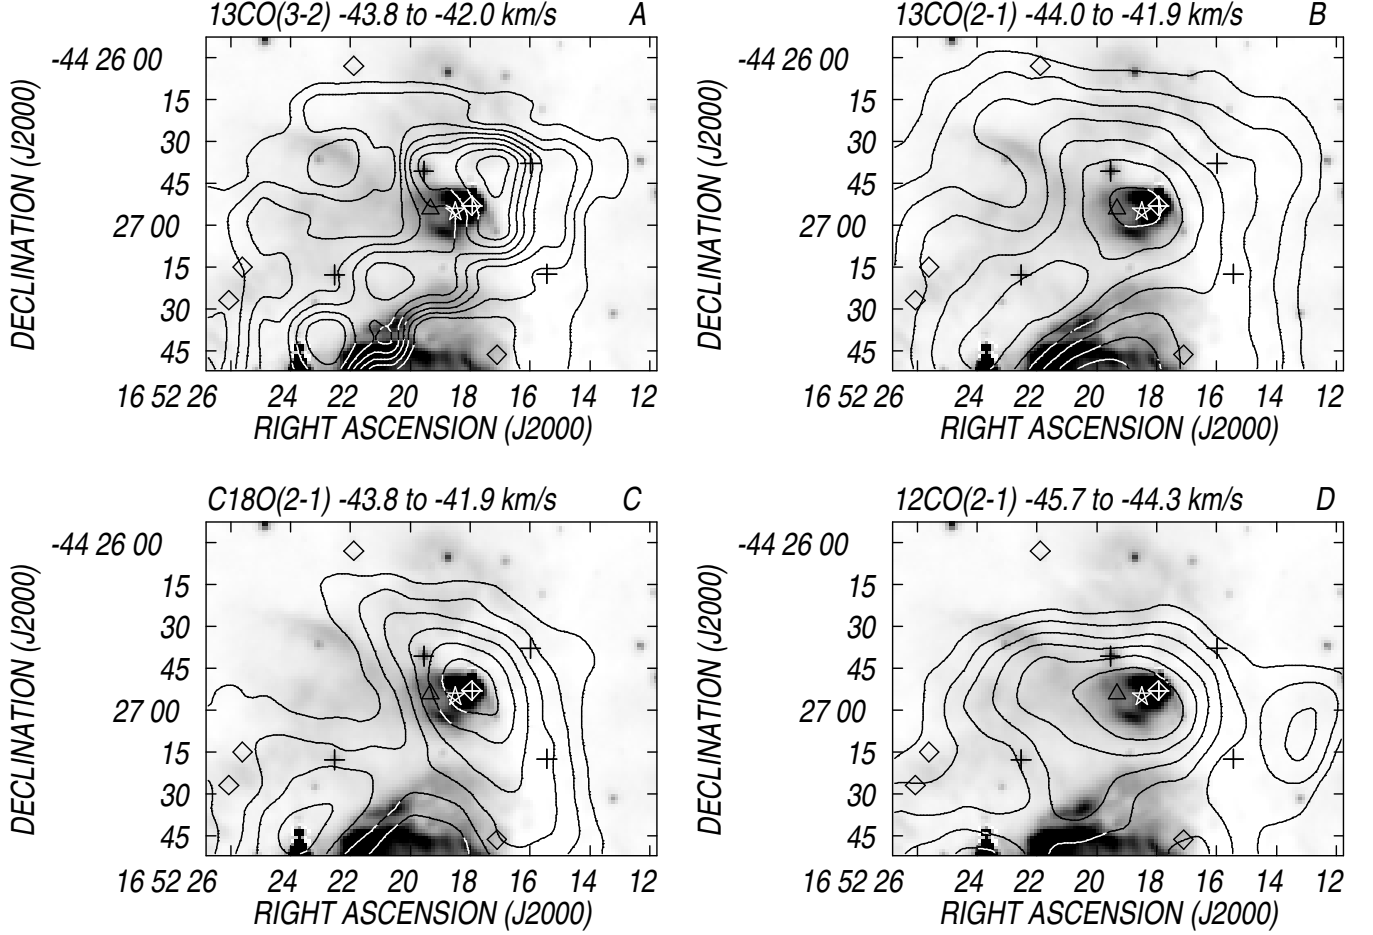 13CO(3-2) -43.8 to -42.0 km/s A
13CO(2-1) -44.0 to -41.9 km/s B
DECLINATION (J2000)
-44 26 00
15
30
45
27 00
15
30
45
16 52 26 24 22 20 18 16 14 12
RIGHT ASCENSION (J2000)
DECLINATION (J2000)
-44 26 00
15
30
45
27 00
15
30
45
16 52 26 24 22 20 18 16 14 12
RIGHT ASCENSION (J2000)
C18O(2-1) -43.8 to -41.9 km/s C
12CO(2-1) -45.7 to -44.3 km/s D
DECLINATION (J2000)
-44 26 00
15
30
45
27 00
15
30
45
16 52 26 24 22 20 18 16 14 12
RIGHT ASCENSION (J2000)
DECLINATION (J2000)
-44 26 00
15
30
45
27 00
15
30
45
16 52 26 24 22 20 18 16 14 12
RIGHT ASCENSION (J2000)